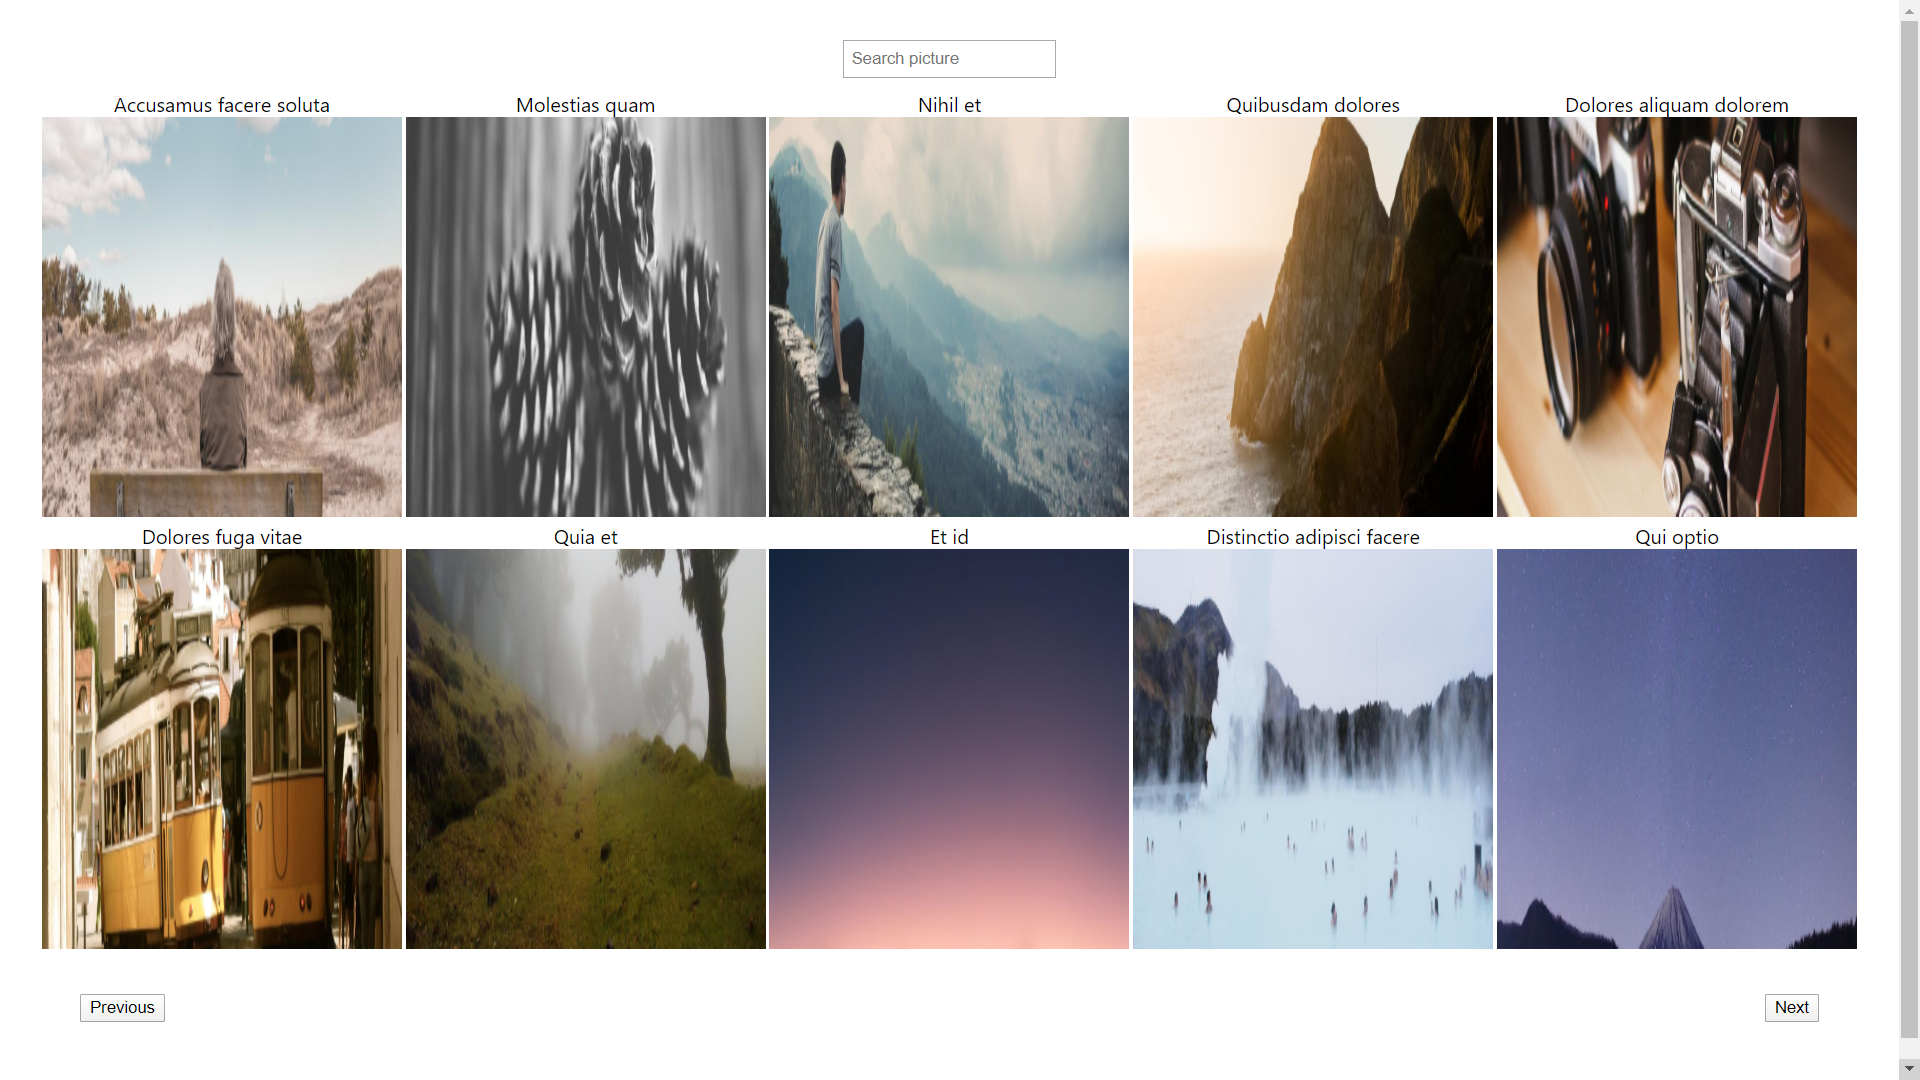 Search picture
Accusamus facere soluta
Molestias quam
Nihil et
Quibusdam dolores
Dolores aliquam dolorem
Dolores fuga vitae
Quia et
Et id
Distinctio adipisci facere
Qui optio
Previous
Next